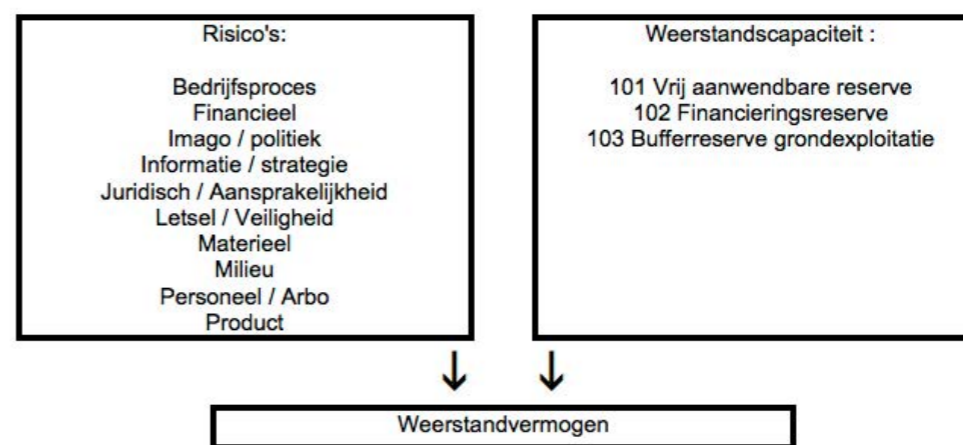 Risico's:
Bedrijfsproces
Financieel
Imago / politiek
Informatie / strategie
Juridisch / Aansprakelijkheid
Letsel / Veiligheid
Materieel
Milieu
Personeel / Arbo
Product
Weerstandscapaciteit :
101 Vrij aanwendbare reserve
102 Financieringsreserve
103 Bufferreserve grondexploitatie
Weerstandvermogen